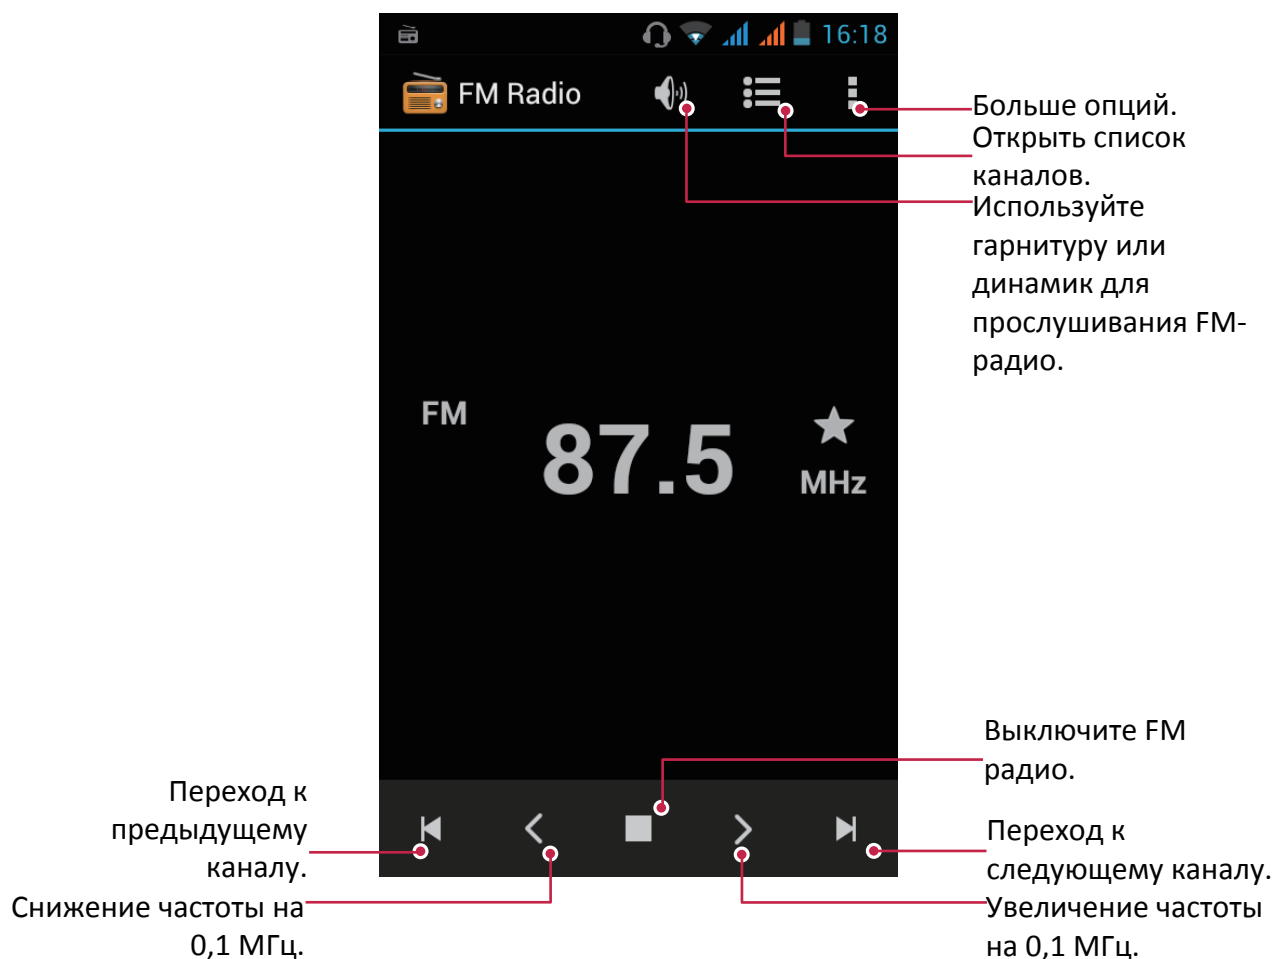 16:18
FM Radio
Больше опций.
Открыть список
каналов.
Используйте
гарнитуру или
динамик для
прослушивания FM-
радио.
FM
87.5
MHz
Выключите FM
радио.
Переход к
предыдущему
каналу.
Снижение частоты на
0,1 МГц.
Переход к
следующему каналу.
Увеличение частоты
на 0,1 МГц.